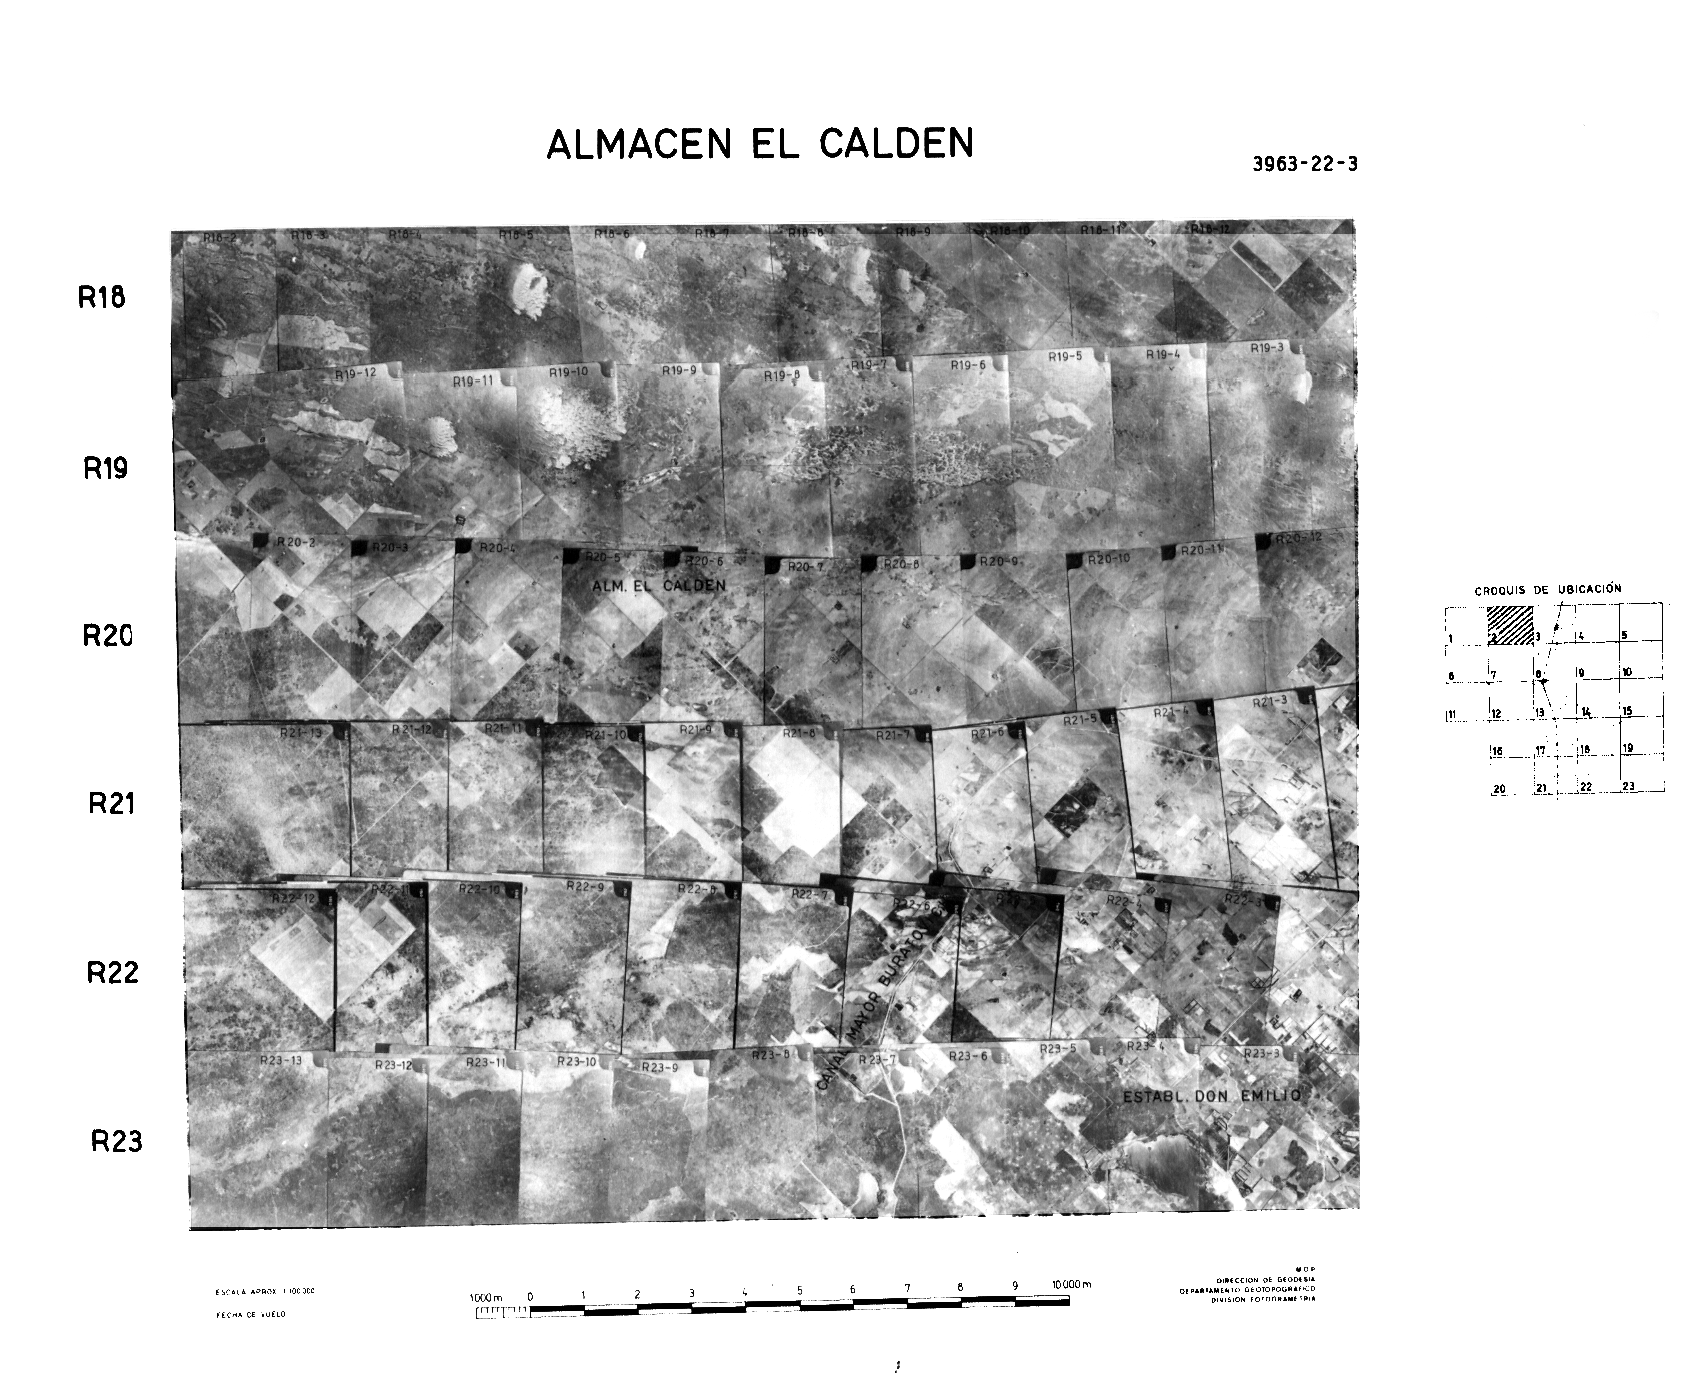 ALMACEN EL CALDEN
3963-22-3
R18
R18-2 R18-3 R18-4 R18-5 R18-6 R18-7 R18-8 R18-9 R18-10 R18-11 R18-12
R19-12 R19-11 R19-10 R19-9 R19-8 R19-7 R19-6 R19-5 R19-4 R19-3
R19
R20-2 R20-3 R20-4 R20-5 R20-6 R20-7 R20-8 R20-9 R20-10 R20-11 R20-12
ALM. EL CALDEN
R20
R21-13 R21-12 R21-11 R21-10 R21-9 R21-8 R21-7 R21-6 R21-5 R21-4 R21-3
R21
R22-12 R22-11 R22-10 R22-9 R22-8 R22-7 R22-6 R22-4 R22-3
CANAL MAYOR BURATO
R22
R23-13 R23-12 R23-11 R23-10 R23-9 R23-8 R23-7 R23-6 R23-5 R23-4 R23-3
ESTABL. DON EMILIO
R23
CROQUIS DE UBICACIÓN
1 2 3 4 5
6 7 8 9 10
11 12 13 14 15
16 17 18 19
20 21 22 23
ESCALA APROX. 1:100.000
FECHA DE VUELO
1000 m 0 1 2 3 4 5 6 7 8 9 10000 m
M O P
DIRECCION DE GEODESIA
DEPARTAMENTO GEOTOPOGRAFICO
DIVISION FOTOGRAMETRIA